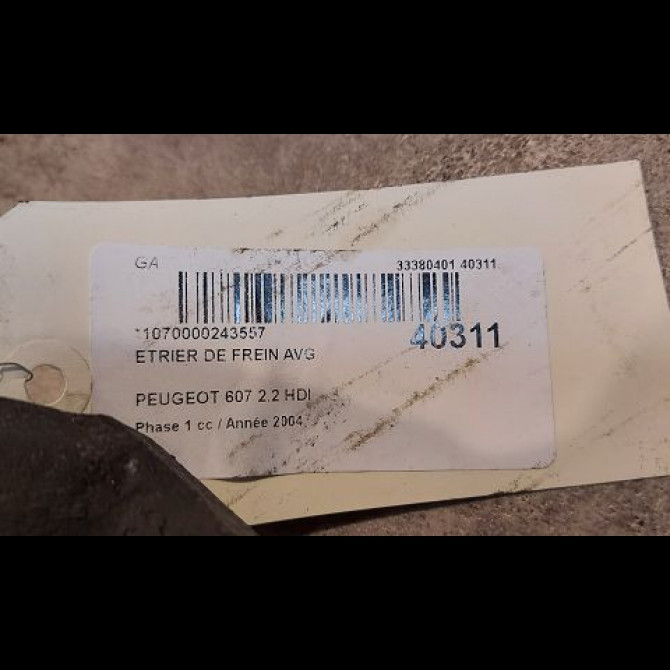 GA 33380401 40311
*1070000243557 40311
ETRIER DE FREIN AVG
PEUGEOT 607 2.2 HDI
Phase 1 cc / Année 2004